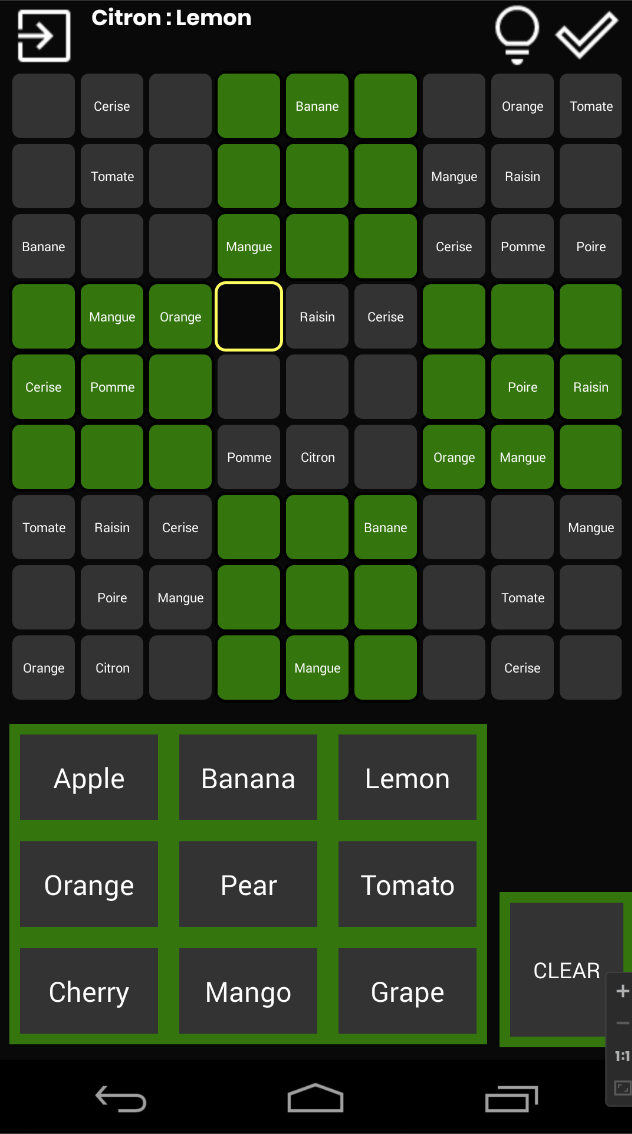 Citron : Lemon
Cerise Banane Orange Tomate
Tomate Mangue Raisin
Banane Mangue Cerise Pomme Poire
Mangue Orange Raisin Cerise
Cerise Pomme Poire Raisin
Pomme Citron Orange Mangue
Tomate Raisin Cerise Banane Mangue
Poire Mangue Tomate
Orange Citron Mangue Cerise
Apple Banana Lemon
Orange Pear Tomato
Cherry Mango Grape
CLEAR
+
−
1:1